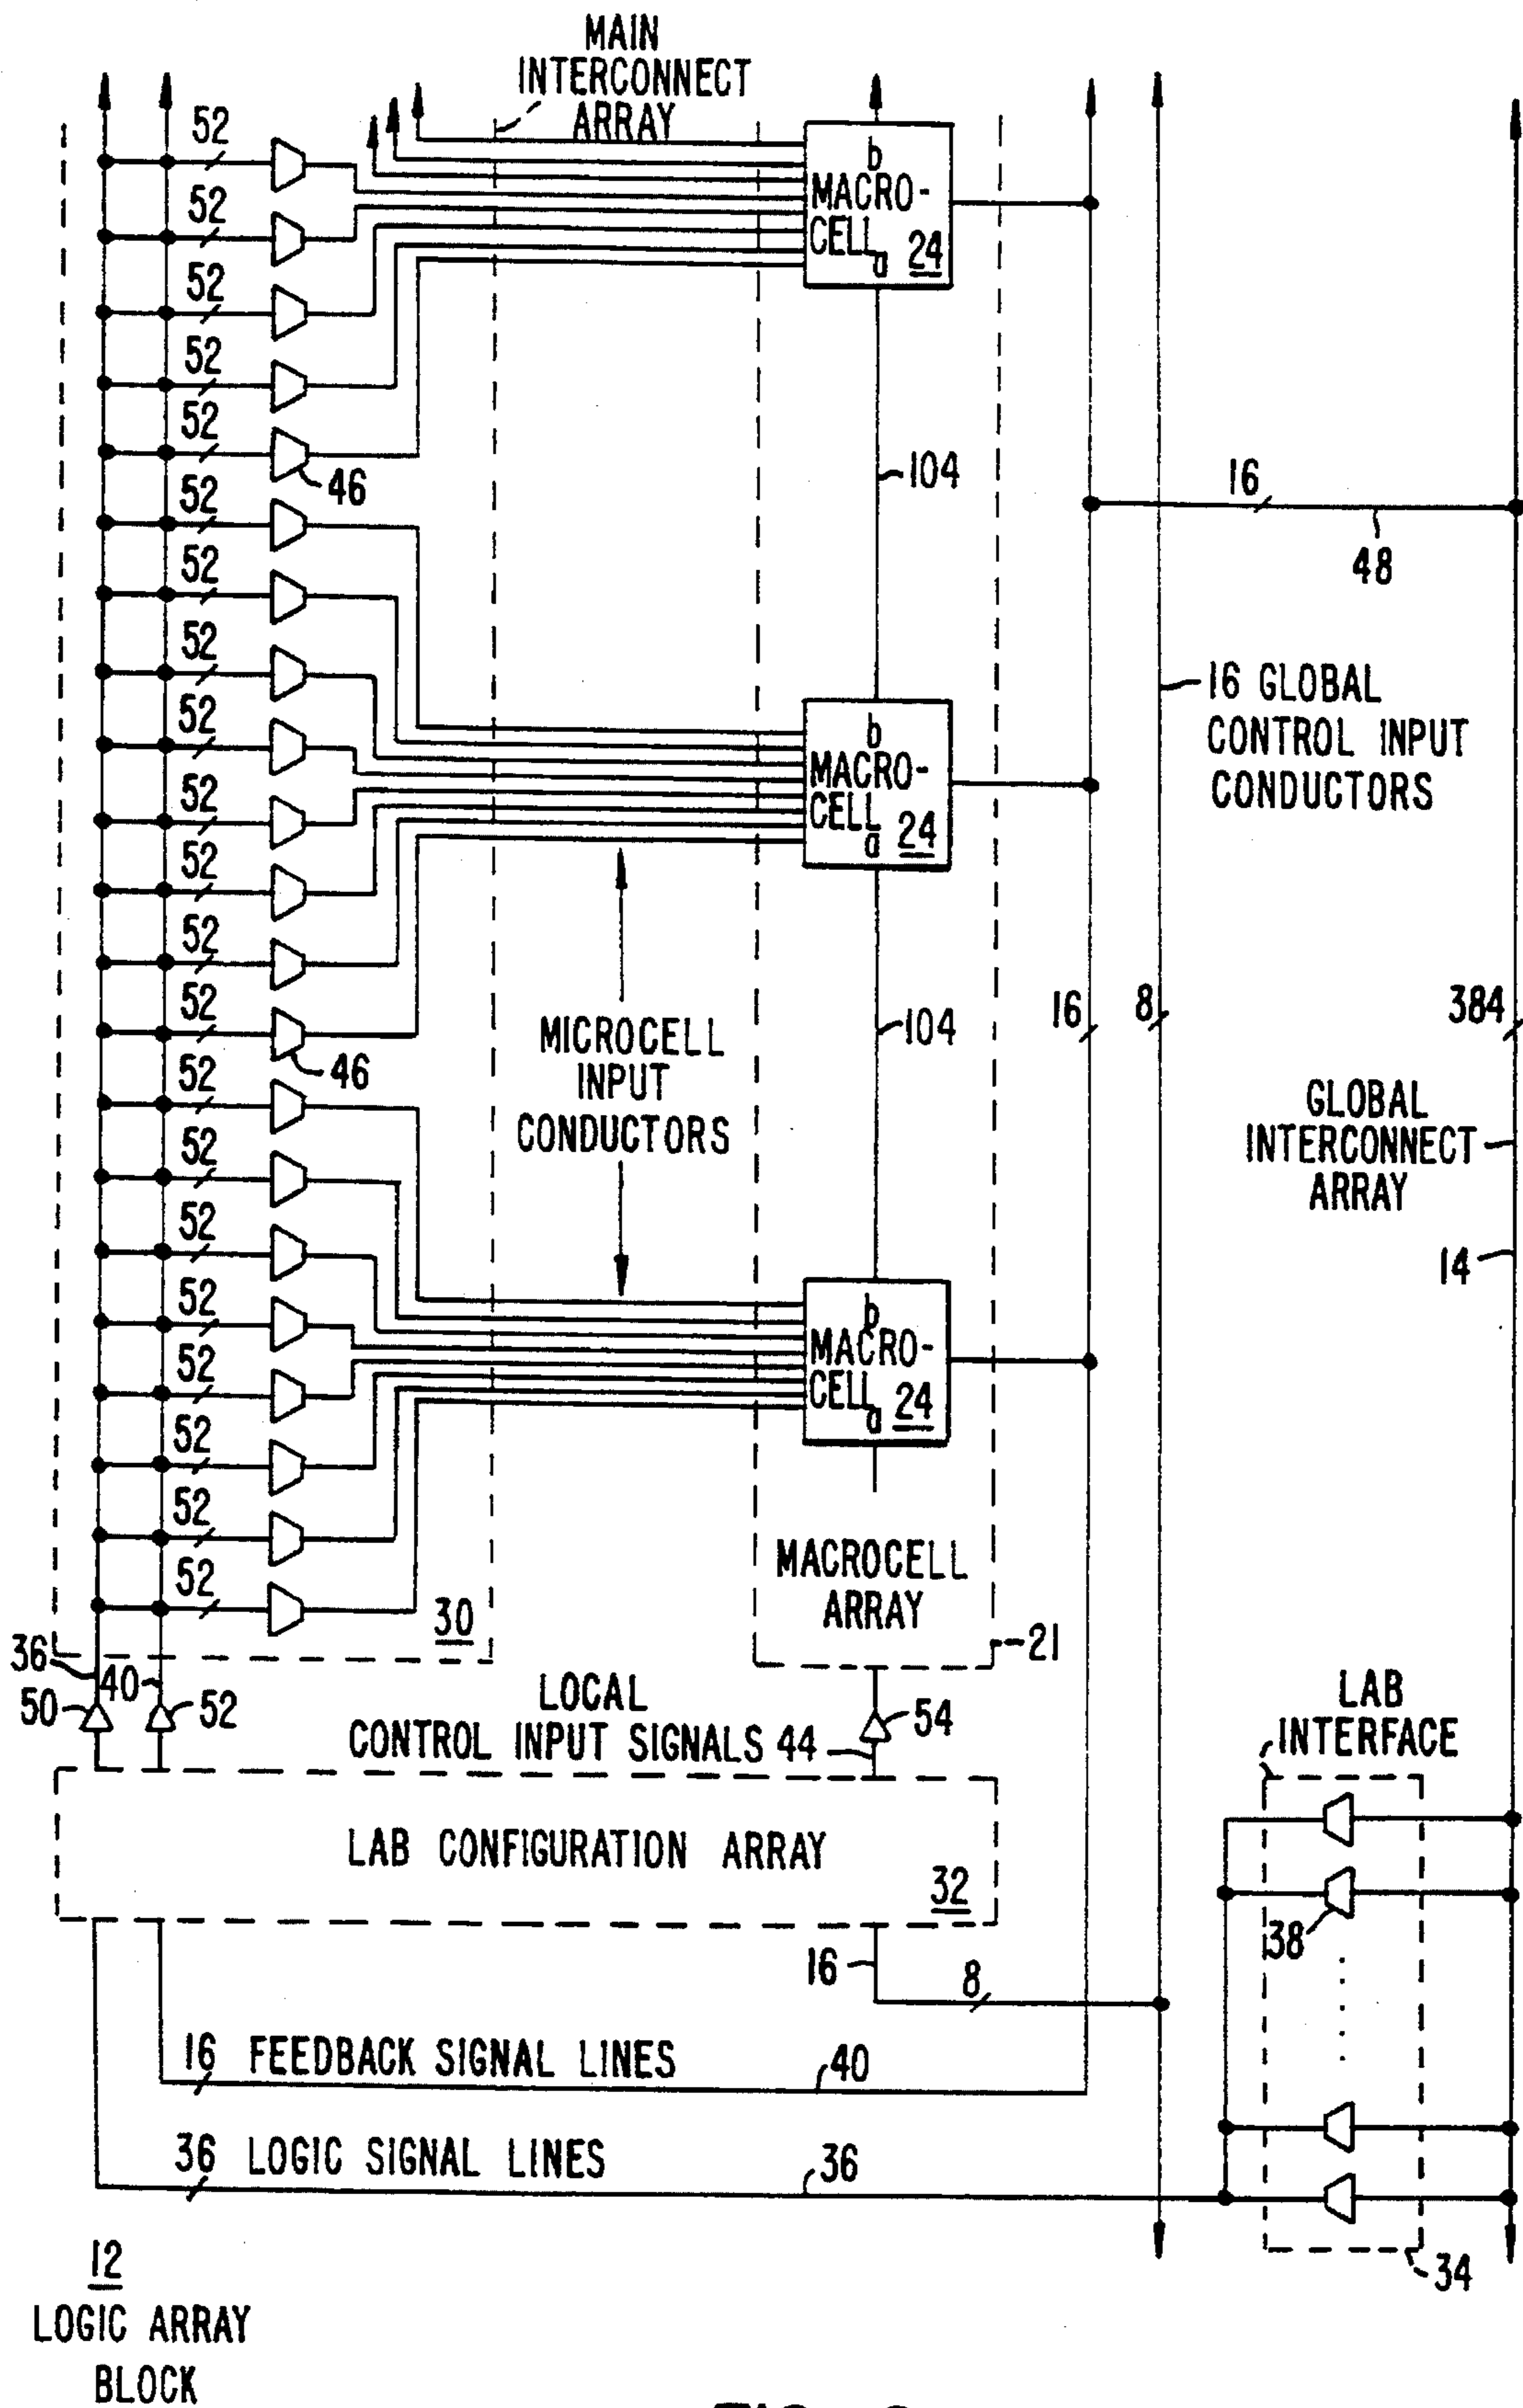 MAIN
INTERCONNECT
ARRAY
52
52
52
52
52
46
52
52
52
52
52
52
52
52
46
52
52
52
52
52
52
52
52
b
MACRO-
CELL
a 24
104
b
MACRO-
CELL
a 24
104
b
MACRO-
CELL
a 24
16
48
16 GLOBAL
CONTROL INPUT
CONDUCTORS
16
8
384
MICROCELL
INPUT
CONDUCTORS
GLOBAL
INTERCONNECT
ARRAY
14
MACROCELL
ARRAY
30
21
36
40
50
52
LOCAL
CONTROL INPUT SIGNALS 44
54
LAB
INTERFACE
LAB CONFIGURATION ARRAY
32
38
16
8
16 FEEDBACK SIGNAL LINES
40
36 LOGIC SIGNAL LINES
36
34
12
LOGIC ARRAY
BLOCK